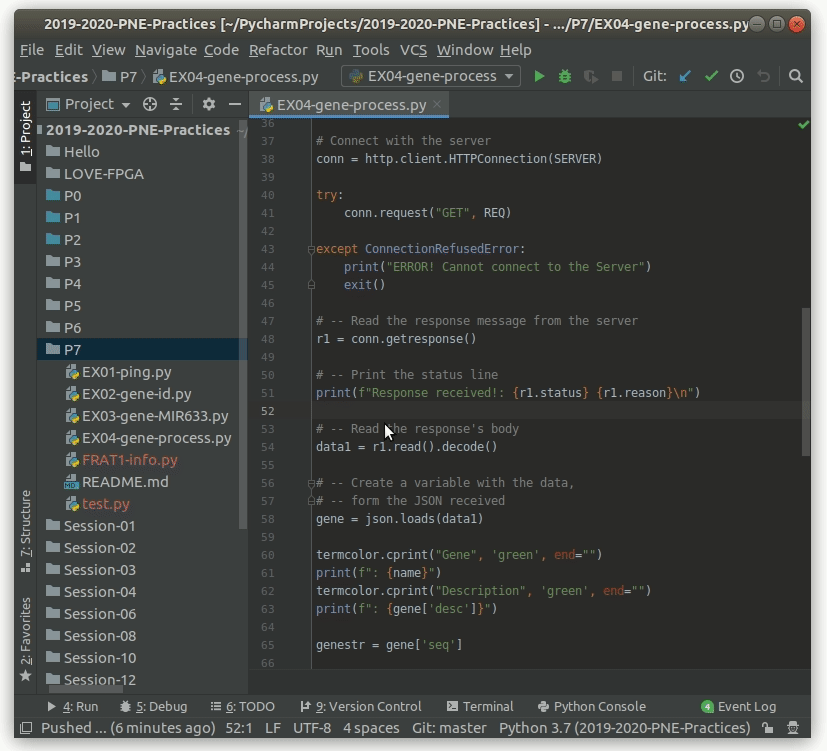 2019-2020-PNE-Practices [~/PycharmProjects/2019-2020-PNE-Practices] - .../P7/EX04-gene-process.py
File Edit View Navigate Code Refactor Run Tools VCS Window Help
-Practices P7 EX04-gene-process.py EX04-gene-process Git:
1: Project
7: Structure
2: Favorites
Project
2019-2020-PNE-Practices ~/
Hello
LOVE-FPGA
P0
P1
P2
P3
P4
P5
P6
P7
EX01-ping.py
EX02-gene-id.py
EX03-gene-MIR633.py
EX04-gene-process.py
FRAT1-info.py
README.md
test.py
Session-01
Session-02
Session-03
Session-04
Session-06
Session-08
Session-10
Session-12
EX04-gene-process.py
36
37 # Connect with the server
38 conn = http.client.HTTPConnection(SERVER)
39
40 try:
41     conn.request("GET", REQ)
42
43 except ConnectionRefusedError:
44     print("ERROR! Cannot connect to the Server")
45     exit()
46
47 # -- Read the response message from the server
48 r1 = conn.getresponse()
49
50 # -- Print the status line
51 print(f"Response received!: {r1.status} {r1.reason}\n")
52
53 # -- Read the response's body
54 data1 = r1.read().decode()
55
56 # -- Create a variable with the data,
57 # -- form the JSON received
58 gene = json.loads(data1)
59
60 termcolor.cprint("Gene", 'green', end="")
61 print(f": {name}")
62 termcolor.cprint("Description", 'green', end="")
63 print(f": {gene['desc']}")
64
65 genestr = gene['seq']
66
4: Run 5: Debug 6: TODO 9: Version Control Terminal Python Console 4 Event Log
Pushed ... (6 minutes ago) 52:1 LF UTF-8 4 spaces Git: master Python 3.7 (2019-2020-PNE-Practices)